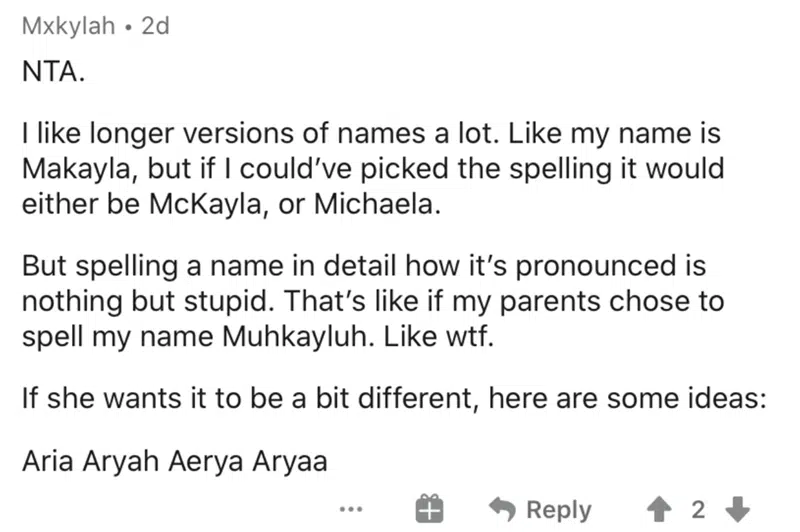 Mxkylah • 2d
NTA.
I like longer versions of names a lot. Like my name is
Makayla, but if I could've picked the spelling it would
either be McKayla, or Michaela.
But spelling a name in detail how it's pronounced is
nothing but stupid. That's like if my parents chose to
spell my name Muhkayluh. Like wtf.
If she wants it to be a bit different, here are some ideas:
Aria Aryah Aerya Aryaa
... Reply 2